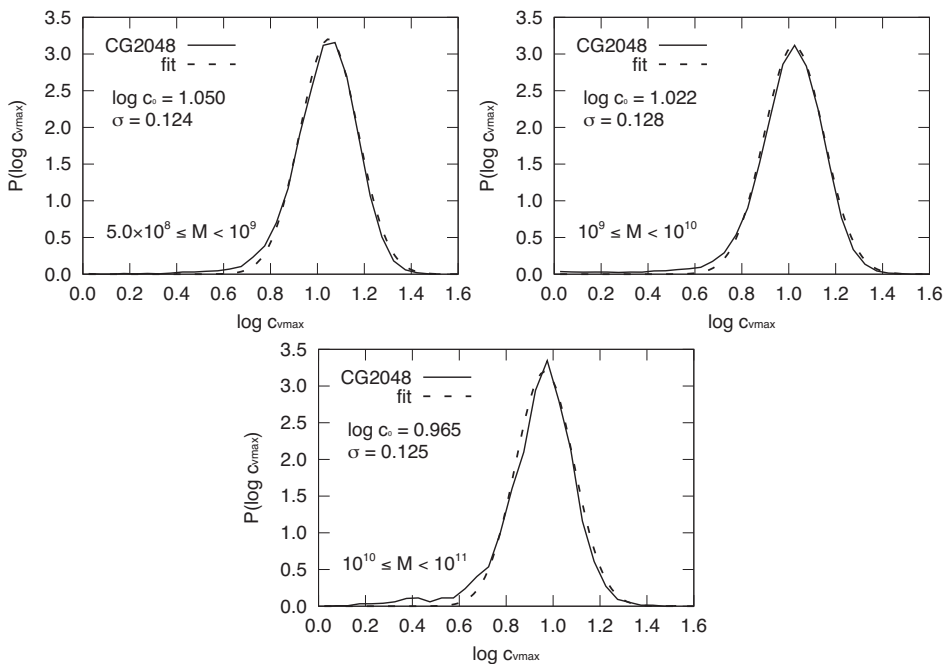 3.5
3.0
2.5
2.0
1.5
1.0
0.5
0.0
P(log cvmax)
CG2048
fit
log c₀ = 1.050
σ = 0.124
5.0×10⁸ ≤ M < 10⁹
0.0 0.2 0.4 0.6 0.8 1.0 1.2 1.4 1.6
log cvmax
3.5
3.0
2.5
2.0
1.5
1.0
0.5
0.0
P(log cvmax)
CG2048
fit
log c₀ = 1.022
σ = 0.128
10⁹ ≤ M < 10¹⁰
0.0 0.2 0.4 0.6 0.8 1.0 1.2 1.4 1.6
log cvmax
3.5
3.0
2.5
2.0
1.5
1.0
0.5
0.0
P(log cvmax)
CG2048
fit
log c₀ = 0.965
σ = 0.125
10¹⁰ ≤ M < 10¹¹
0.0 0.2 0.4 0.6 0.8 1.0 1.2 1.4 1.6
log cvmax